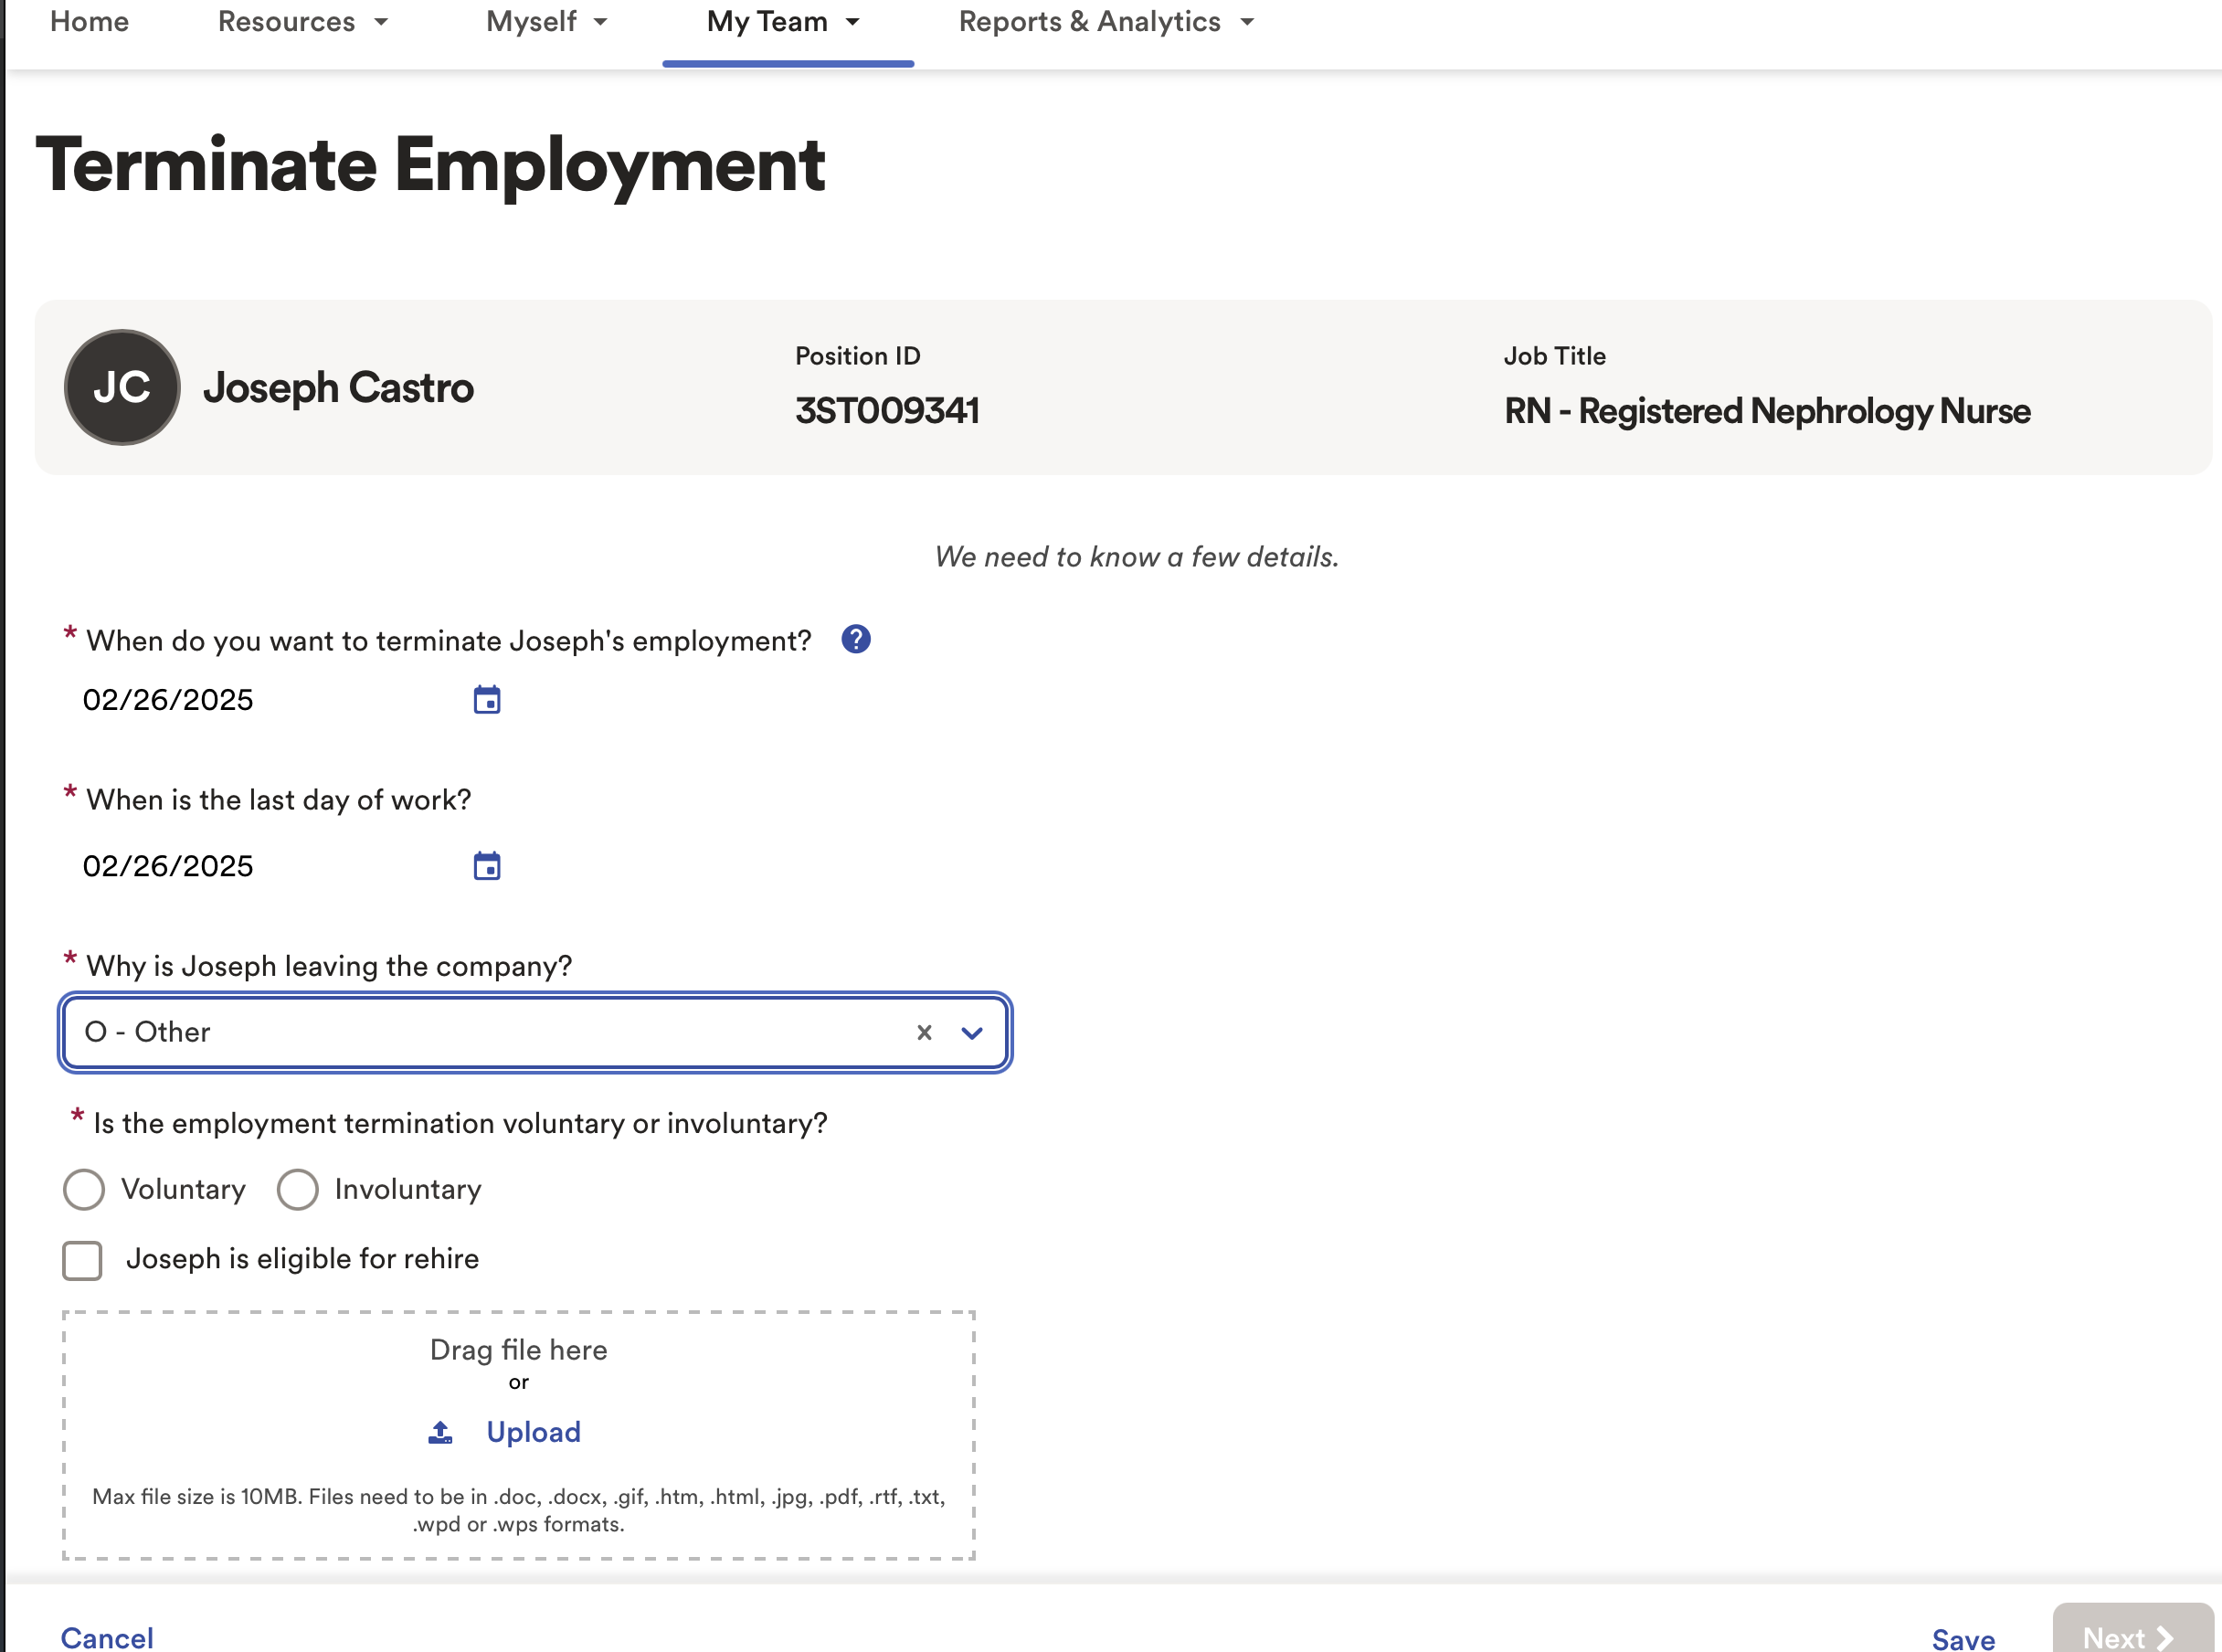 Home Resources Myself My Team Reports & Analytics
Terminate Employment
JC Joseph Castro
Position ID
3ST009341
Job Title
RN - Registered Nephrology Nurse
We need to know a few details.
* When do you want to terminate Joseph's employment? ?
02/26/2025
* When is the last day of work?
02/26/2025
* Why is Joseph leaving the company?
O - Other
* Is the employment termination voluntary or involuntary?
Voluntary Involuntary
Joseph is eligible for rehire
Drag file here
or
Upload
Max file size is 10MB. Files need to be in .doc, .docx, .gif, .htm, .html, .jpg, .pdf, .rtf, .txt,
.wpd or .wps formats.
Cancel Save Next